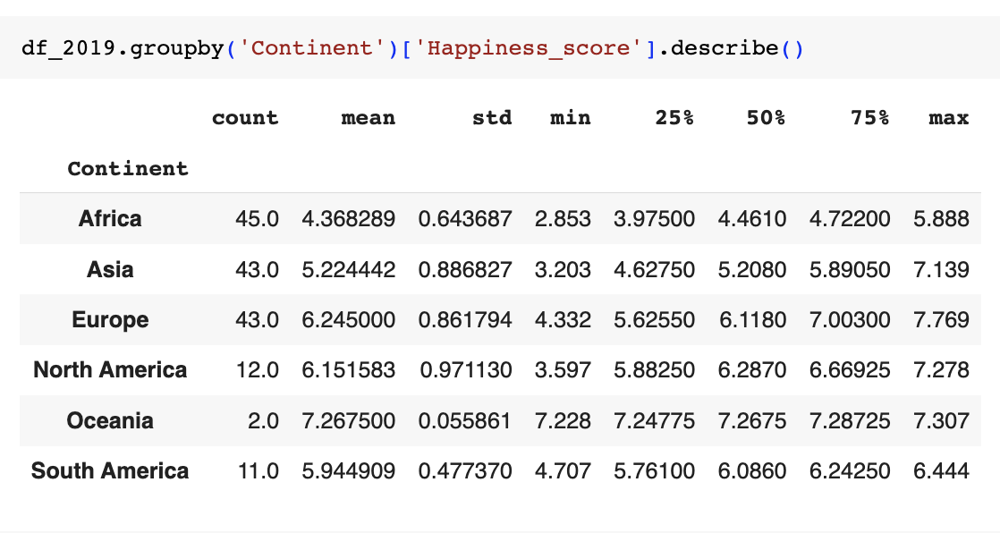 df_2019.groupby('Continent')['Happiness_score'].describe()
count mean std min 25% 50% 75% max
Continent
Africa 45.0 4.368289 0.643687 2.853 3.97500 4.4610 4.72200 5.888
Asia 43.0 5.224442 0.886827 3.203 4.62750 5.2080 5.89050 7.139
Europe 43.0 6.245000 0.861794 4.332 5.62550 6.1180 7.00300 7.769
North America 12.0 6.151583 0.971130 3.597 5.88250 6.2870 6.66925 7.278
Oceania 2.0 7.267500 0.055861 7.228 7.24775 7.2675 7.28725 7.307
South America 11.0 5.944909 0.477370 4.707 5.76100 6.0860 6.24250 6.444